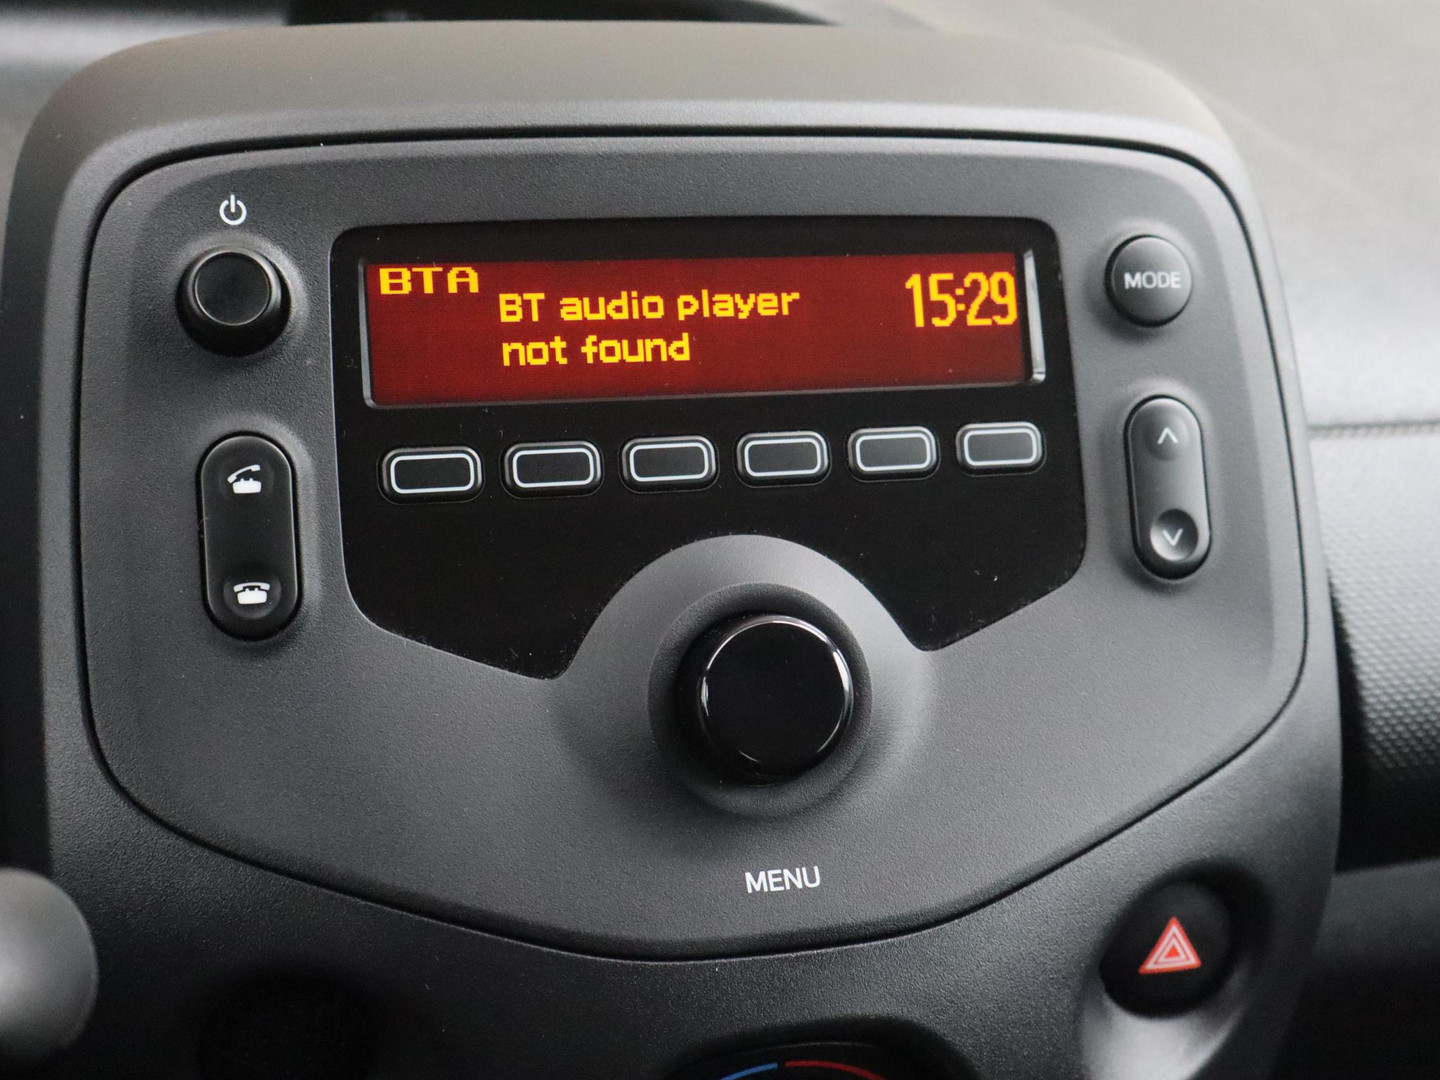 BTA
BT audio player
not found
15:29
MODE
MENU